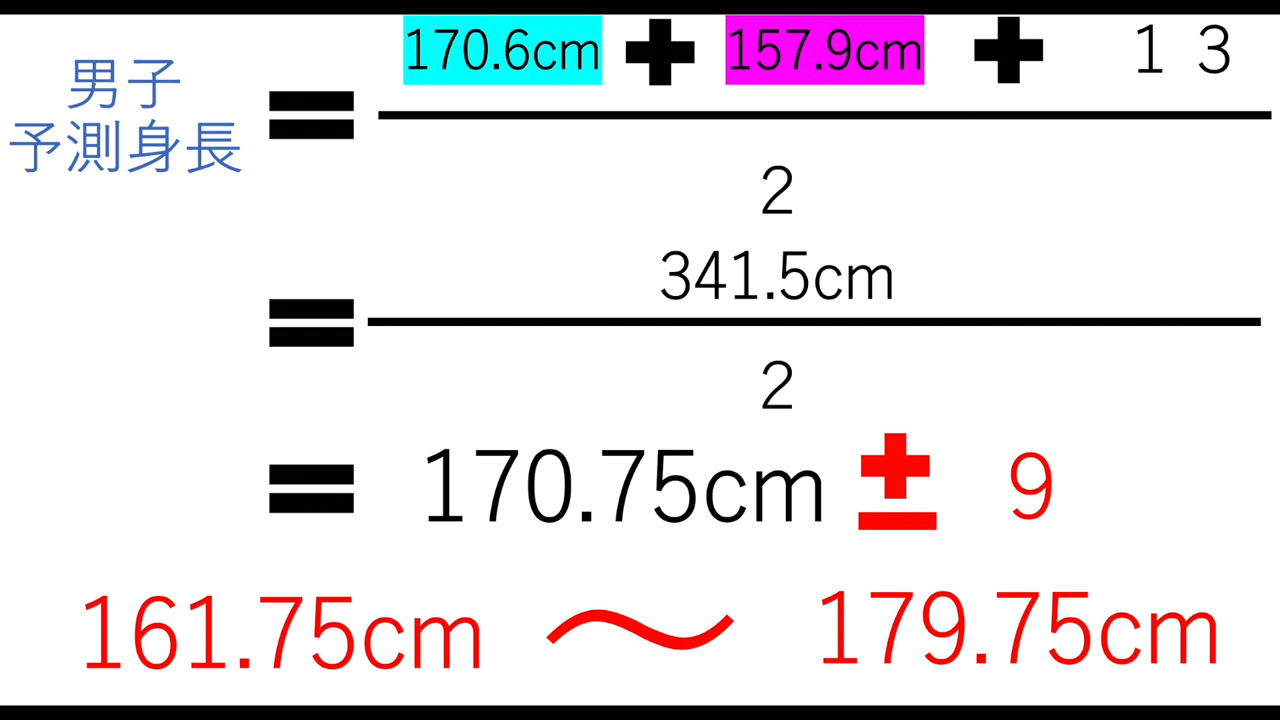 男子
予測身長
= 170.6cm + 157.9cm + 13
2
= 341.5cm
2
= 170.75cm ± 9
161.75cm ～ 179.75cm